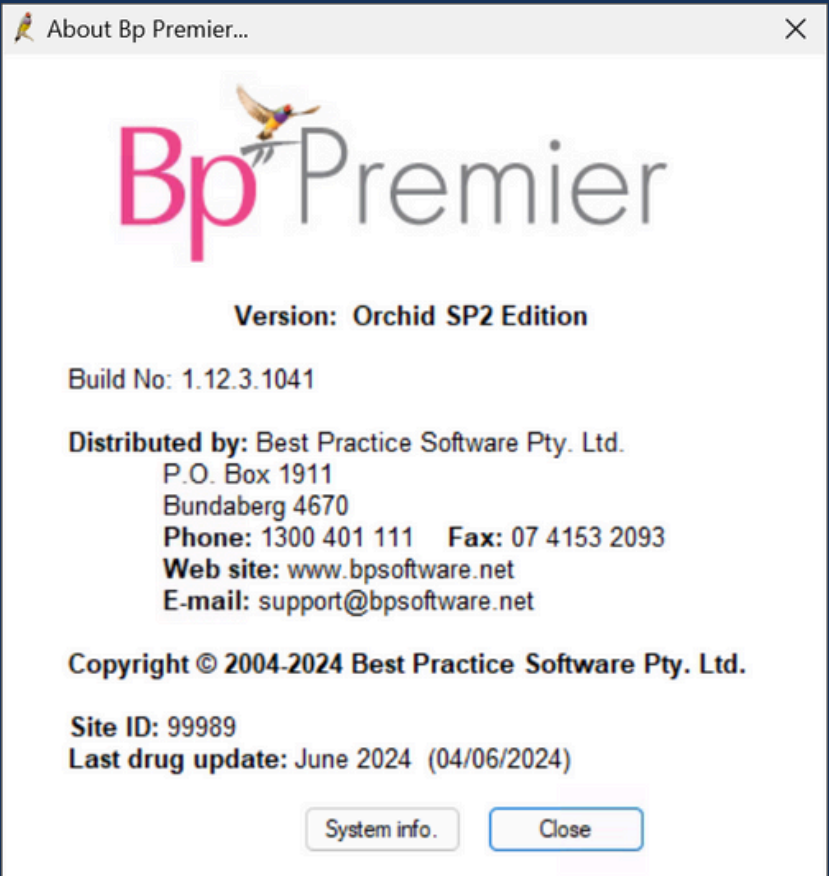 About Bp Premier...
Bp Premier
Version: Orchid SP2 Edition
Build No: 1.12.3.1041
Distributed by: Best Practice Software Pty. Ltd.
P.O. Box 1911
Bundaberg 4670
Phone: 1300 401 111 Fax: 07 4153 2093
Web site: www.bpsoftware.net
E-mail: support@bpsoftware.net
Copyright © 2004-2024 Best Practice Software Pty. Ltd.
Site ID: 99989
Last drug update: June 2024 (04/06/2024)
System info. Close